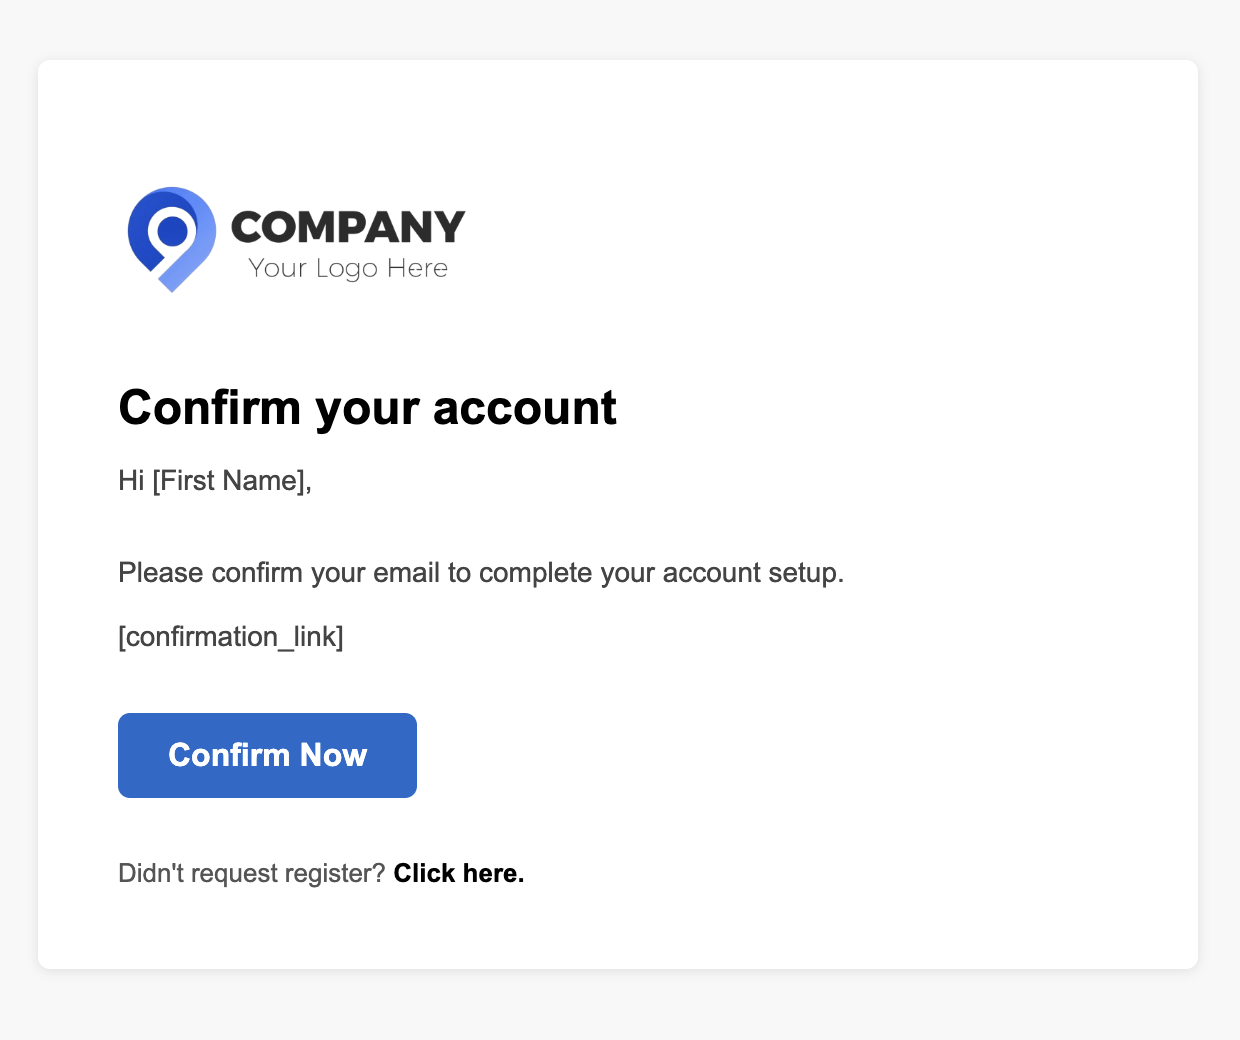 COMPANY
Your Logo Here
Confirm your account
Hi [First Name],
Please confirm your email to complete your account setup.
[confirmation_link]
Confirm Now
Didn't request register? Click here.